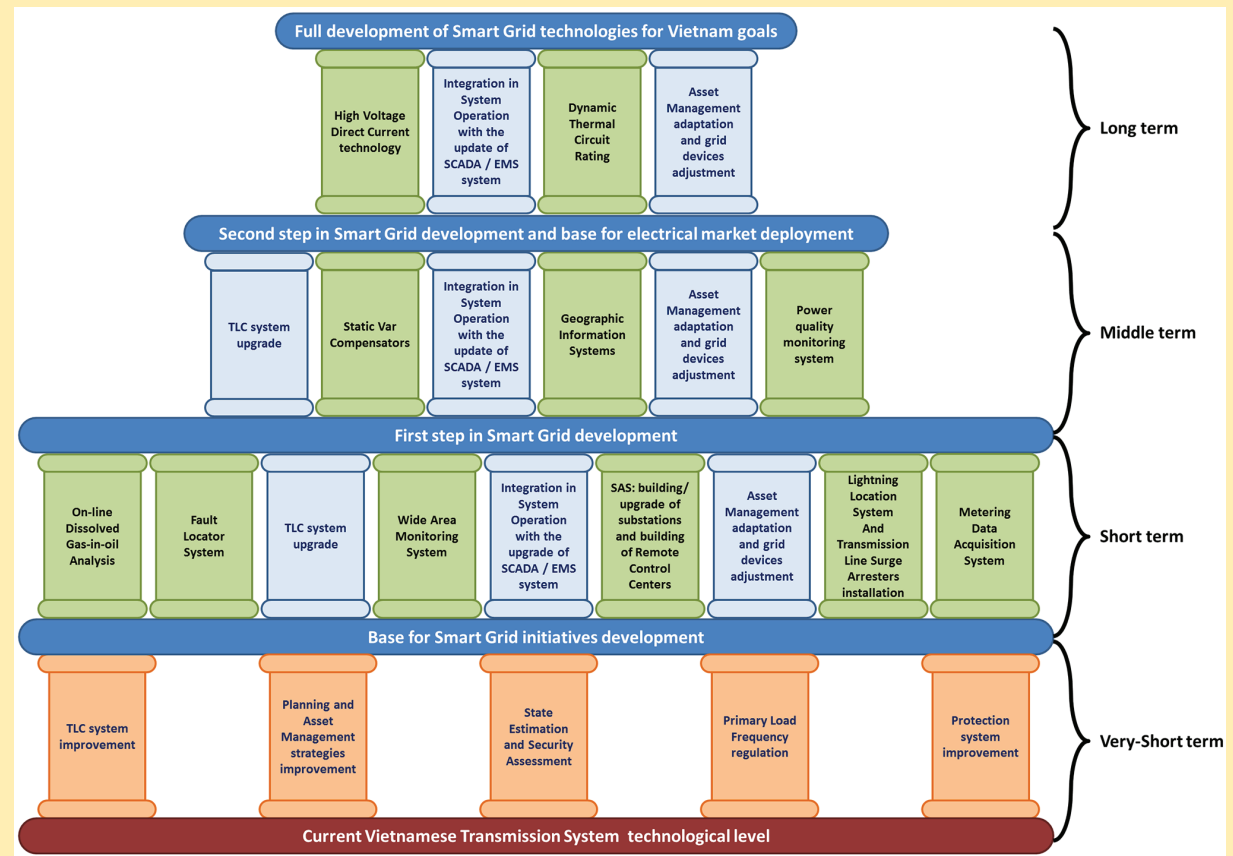 Full development of Smart Grid technologies for Vietnam goals
High Voltage
Direct Current
technology
Integration in
System
Operation
with the
update of
SCADA / EMS
system
Dynamic
Thermal
Circuit
Rating
Asset
Management
adaptation
and grid
devices
adjustment
Long term
Second step in Smart Grid development and base for electrical market deployment
TLC system
upgrade
Static Var
Compensators
Integration in
System
Operation
with the
update of
SCADA / EMS
system
Geographic
Information
Systems
Asset
Management
adaptation
and grid
devices
adjustment
Power
quality
monitoring
system
Middle term
First step in Smart Grid development
On-line
Dissolved
Gas-in-oil
Analysis
Fault
Locator
System
TLC system
upgrade
Wide Area
Monitoring
System
Integration in
System
Operation
with the
upgrade of
SCADA / EMS
system
SAS: building/
upgrade of
substations
and building
of Remote
Control
Centers
Asset
Management
adaptation
and grid
devices
adjustment
Lightning
Location
System
And
Transmission
Line Surge
Arresters
installation
Metering
Data
Acquisition
System
Short term
Base for Smart Grid initiatives development
TLC system
improvement
Planning and
Asset
Management
strategies
improvement
State
Estimation
and Security
Assessment
Primary Load
Frequency
regulation
Protection
system
improvement
Very-Short term
Current Vietnamese Transmission System technological level